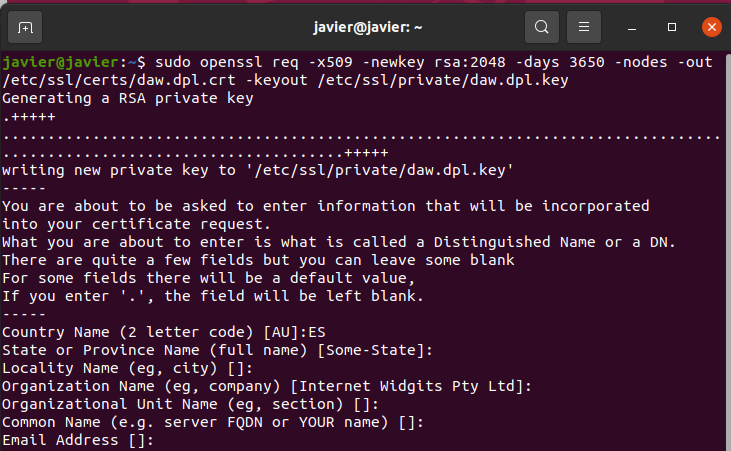 javier@javier: ~
javier@javier:~$ sudo openssl req -x509 -newkey rsa:2048 -days 3650 -nodes -out
/etc/ssl/certs/daw.dpl.crt -keyout /etc/ssl/private/daw.dpl.key
Generating a RSA private key
.+++++
................................................................................
......................................+++++
writing new private key to '/etc/ssl/private/daw.dpl.key'
-----
You are about to be asked to enter information that will be incorporated
into your certificate request.
What you are about to enter is what is called a Distinguished Name or a DN.
There are quite a few fields but you can leave some blank
For some fields there will be a default value,
If you enter '.', the field will be left blank.
-----
Country Name (2 letter code) [AU]:ES
State or Province Name (full name) [Some-State]:
Locality Name (eg, city) []:
Organization Name (eg, company) [Internet Widgits Pty Ltd]:
Organizational Unit Name (eg, section) []:
Common Name (e.g. server FQDN or YOUR name) []:
Email Address []: